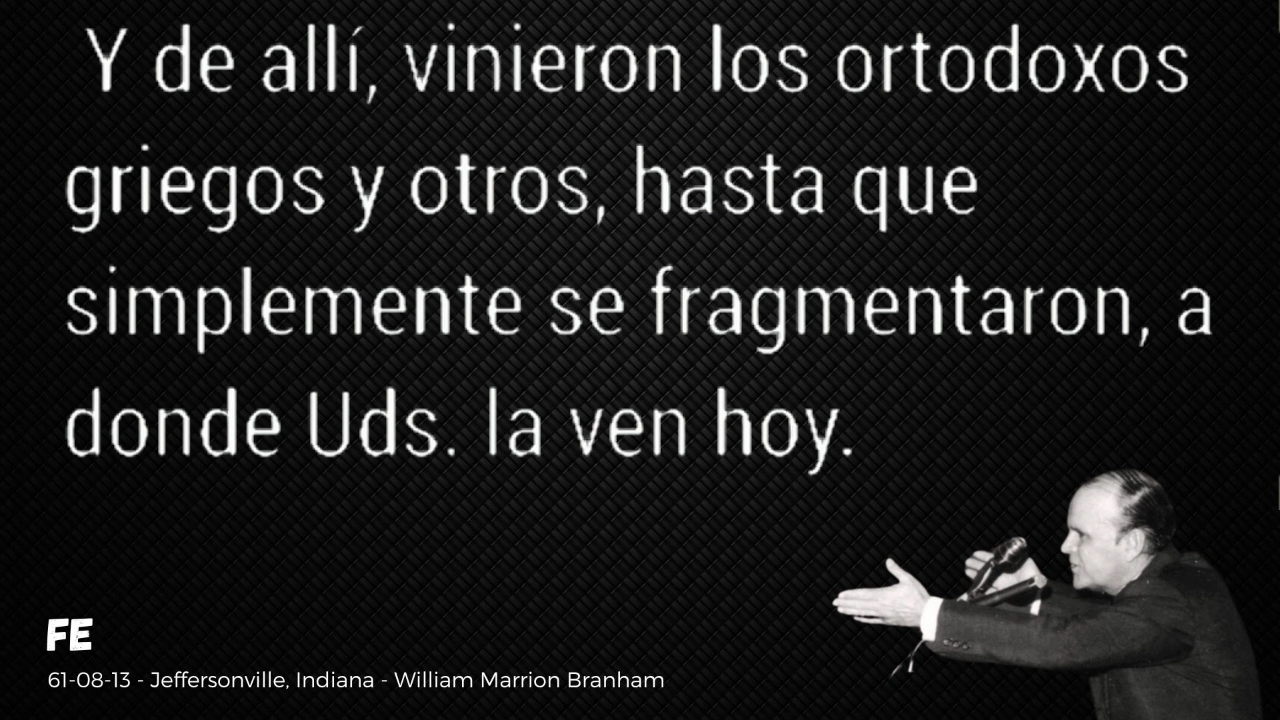 Y de allí, vinieron los ortodoxos
griegos y otros, hasta que
simplemente se fragmentaron, a
donde Uds. la ven hoy.
FE
61-08-13 - Jeffersonville, Indiana - William Marrion Branham